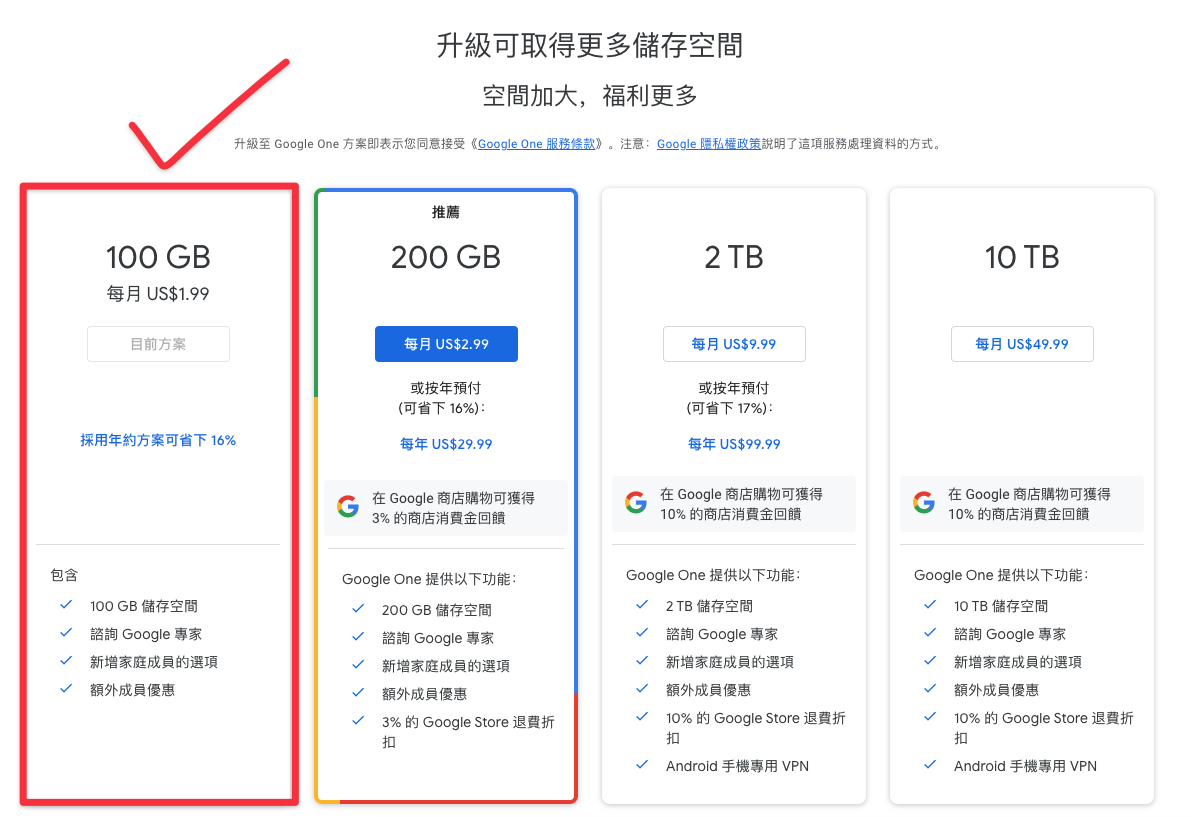 升級可取得更多儲存空間
空間加大，福利更多
升級至 Google One 方案即表示您同意接受《Google One 服務條款》。注意：Google 隱私權政策說明了這項服務處理資料的方式。
100 GB
每月 US$1.99
目前方案
採用年約方案可省下 16%
包含
100 GB 儲存空間
諮詢 Google 專家
新增家庭成員的選項
額外成員優惠
推薦
200 GB
每月 US$2.99
或按年預付
(可省下 16%)：
每年 US$29.99
在 Google 商店購物可獲得
3% 的商店消費金回饋
Google One 提供以下功能：
200 GB 儲存空間
諮詢 Google 專家
新增家庭成員的選項
額外成員優惠
3% 的 Google Store 退費折
扣
2 TB
每月 US$9.99
或按年預付
(可省下 17%)：
每年 US$99.99
在 Google 商店購物可獲得
10% 的商店消費金回饋
Google One 提供以下功能：
2 TB 儲存空間
諮詢 Google 專家
新增家庭成員的選項
額外成員優惠
10% 的 Google Store 退費折
扣
Android 手機專用 VPN
10 TB
每月 US$49.99
在 Google 商店購物可獲得
10% 的商店消費金回饋
Google One 提供以下功能：
10 TB 儲存空間
諮詢 Google 專家
新增家庭成員的選項
額外成員優惠
10% 的 Google Store 退費折
扣
Android 手機專用 VPN